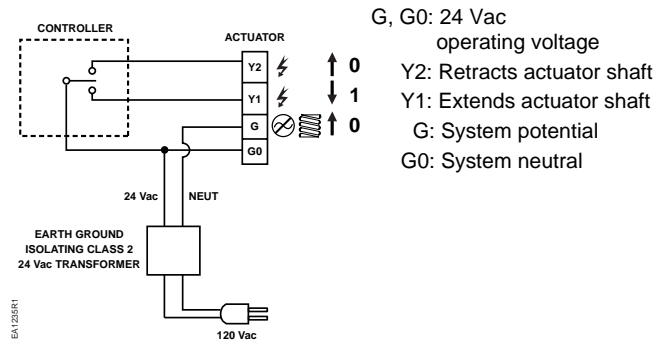 CONTROLLER
ACTUATOR
Y2
0
Y1
1
G
0
G0
24 Vac
NEUT
EARTH GROUND
ISOLATING CLASS 2
24 Vac TRANSFORMER
120 Vac
EA1235R1
G, G0: 24 Vac
operating voltage
Y2: Retracts actuator shaft
Y1: Extends actuator shaft
G: System potential
G0: System neutral